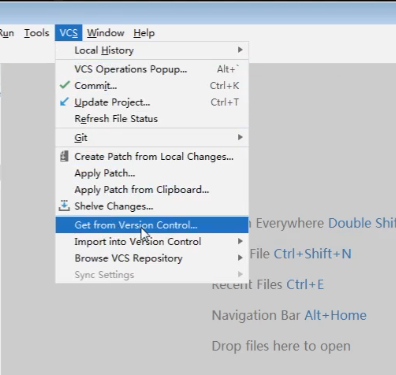 Run Tools VCS Window Help
Local History
VCS Operations Popup... Alt+`
Commit... Ctrl+K
Update Project... Ctrl+T
Refresh File Status
Git
Create Patch from Local Changes...
Apply Patch...
Apply Patch from Clipboard...
Shelve Changes...
Get from Version Control...
Import into Version Control
Browse VCS Repository
Sync Settings
Everywhere Double Shif
File Ctrl+Shift+N
Recent Files Ctrl+E
Navigation Bar Alt+Home
Drop files here to open